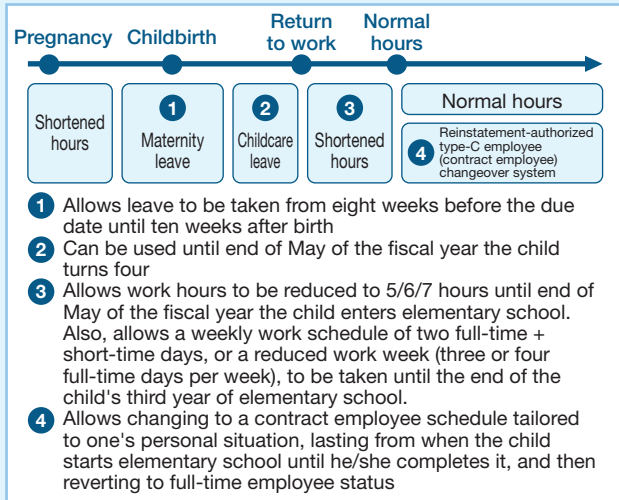 Pregnancy
Childbirth
Return
to work
Normal
hours
Shortened
hours
1
Maternity
leave
2
Childcare
leave
3
Shortened
hours
Normal hours
4
Reinstatement-authorized
type-C employee
(contract employee)
changeover system
1 Allows leave to be taken from eight weeks before the due
date until ten weeks after birth
2 Can be used until end of May of the fiscal year the child
turns four
3 Allows work hours to be reduced to 5/6/7 hours until end of
May of the fiscal year the child enters elementary school.
Also, allows a weekly work schedule of two full-time +
short-time days, or a reduced work week (three or four
full-time days per week), to be taken until the end of the
child's third year of elementary school.
4 Allows changing to a contract employee schedule tailored
to one's personal situation, lasting from when the child
starts elementary school until he/she completes it, and then
reverting to full-time employee status